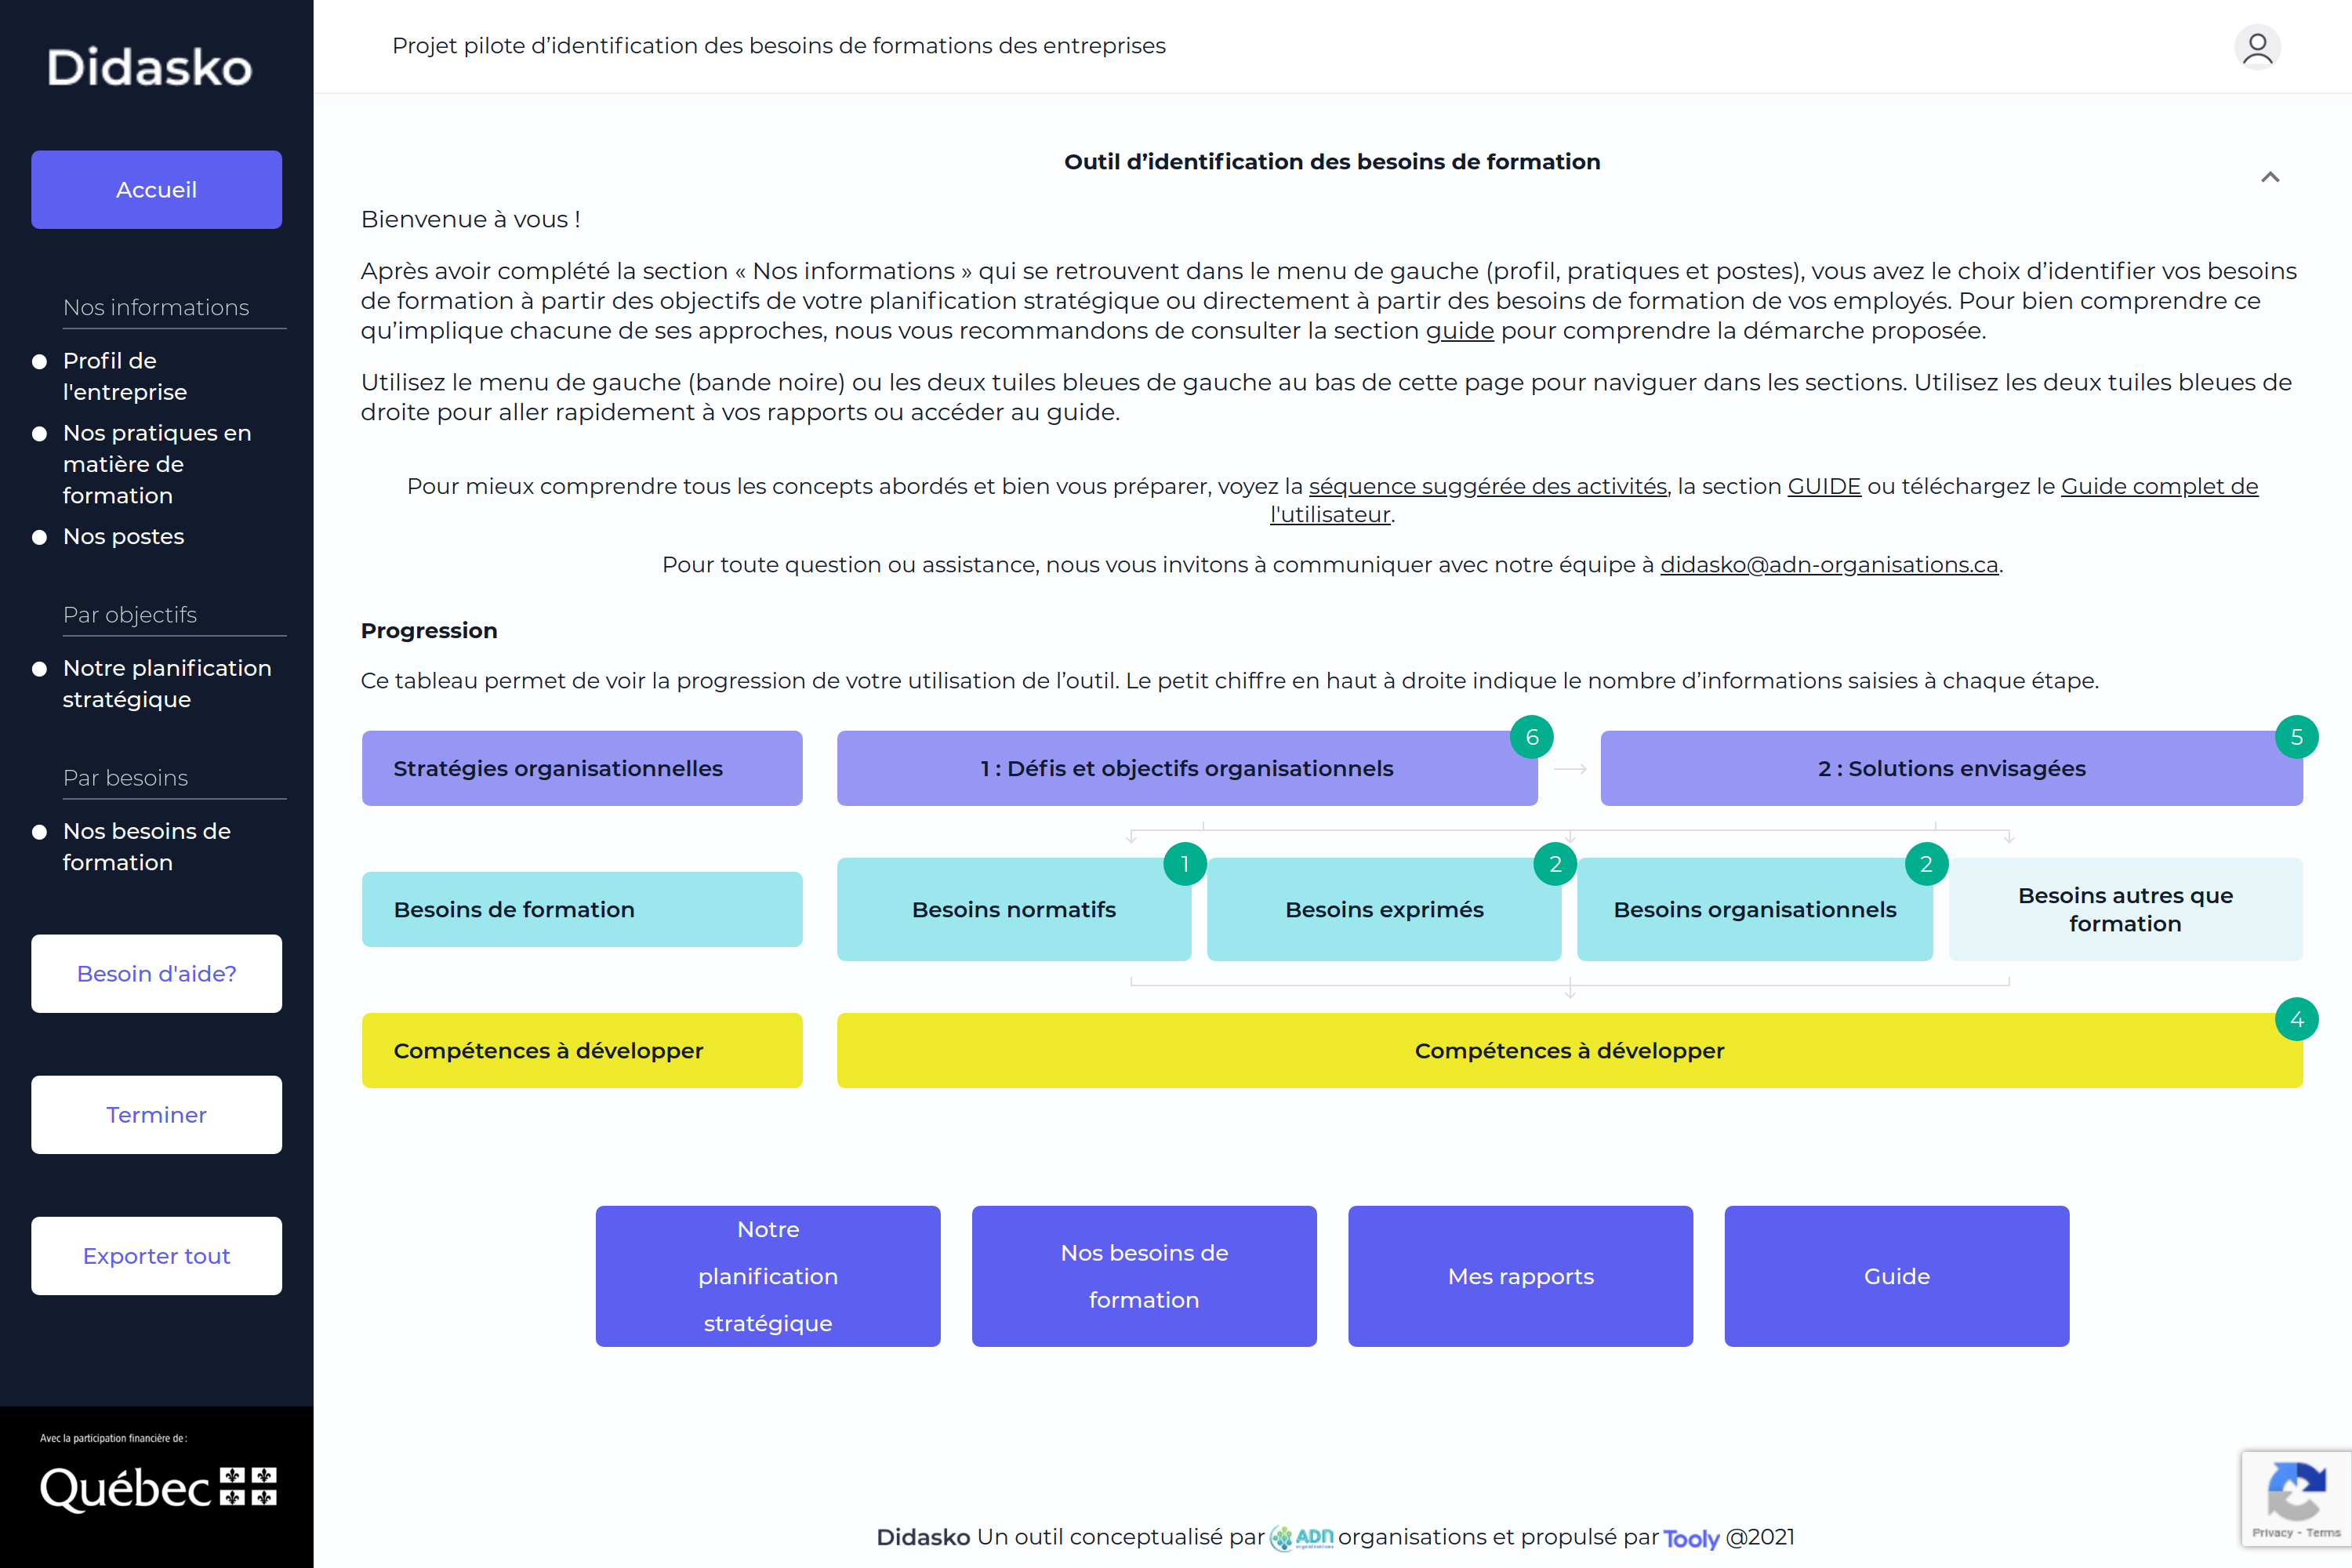 Didasko
Accueil
Nos informations
Profil de
l'entreprise
Nos pratiques en
matière de
formation
Nos postes
Par objectifs
Notre planification
stratégique
Par besoins
Nos besoins de
formation
Besoin d'aide?
Terminer
Exporter tout
Avec la participation financière de :
Québec
Projet pilote d’identification des besoins de formations des entreprises
Outil d’identification des besoins de formation
Bienvenue à vous !
Après avoir complété la section « Nos informations » qui se retrouvent dans le menu de gauche (profil, pratiques et postes), vous avez le choix d’identifier vos besoins
de formation à partir des objectifs de votre planification stratégique ou directement à partir des besoins de formation de vos employés. Pour bien comprendre ce
qu’implique chacune de ses approches, nous vous recommandons de consulter la section guide pour comprendre la démarche proposée.
Utilisez le menu de gauche (bande noire) ou les deux tuiles bleues de gauche au bas de cette page pour naviguer dans les sections. Utilisez les deux tuiles bleues de
droite pour aller rapidement à vos rapports ou accéder au guide.
Pour mieux comprendre tous les concepts abordés et bien vous préparer, voyez la séquence suggérée des activités, la section GUIDE ou téléchargez le Guide complet de
l'utilisateur.
Pour toute question ou assistance, nous vous invitons à communiquer avec notre équipe à didasko@adn-organisations.ca.
Progression
Ce tableau permet de voir la progression de votre utilisation de l’outil. Le petit chiffre en haut à droite indique le nombre d’informations saisies à chaque étape.
Stratégies organisationnelles
1 : Défis et objectifs organisationnels
6
2 : Solutions envisagées
5
Besoins de formation
Besoins normatifs
1
Besoins exprimés
2
Besoins organisationnels
2
Besoins autres que
formation
Compétences à développer
Compétences à développer
4
Notre
planification
stratégique
Nos besoins de
formation
Mes rapports
Guide
Didasko Un outil conceptualisé par ADN organisations organisations et propulsé par Tooly @2021
Privacy - Terms